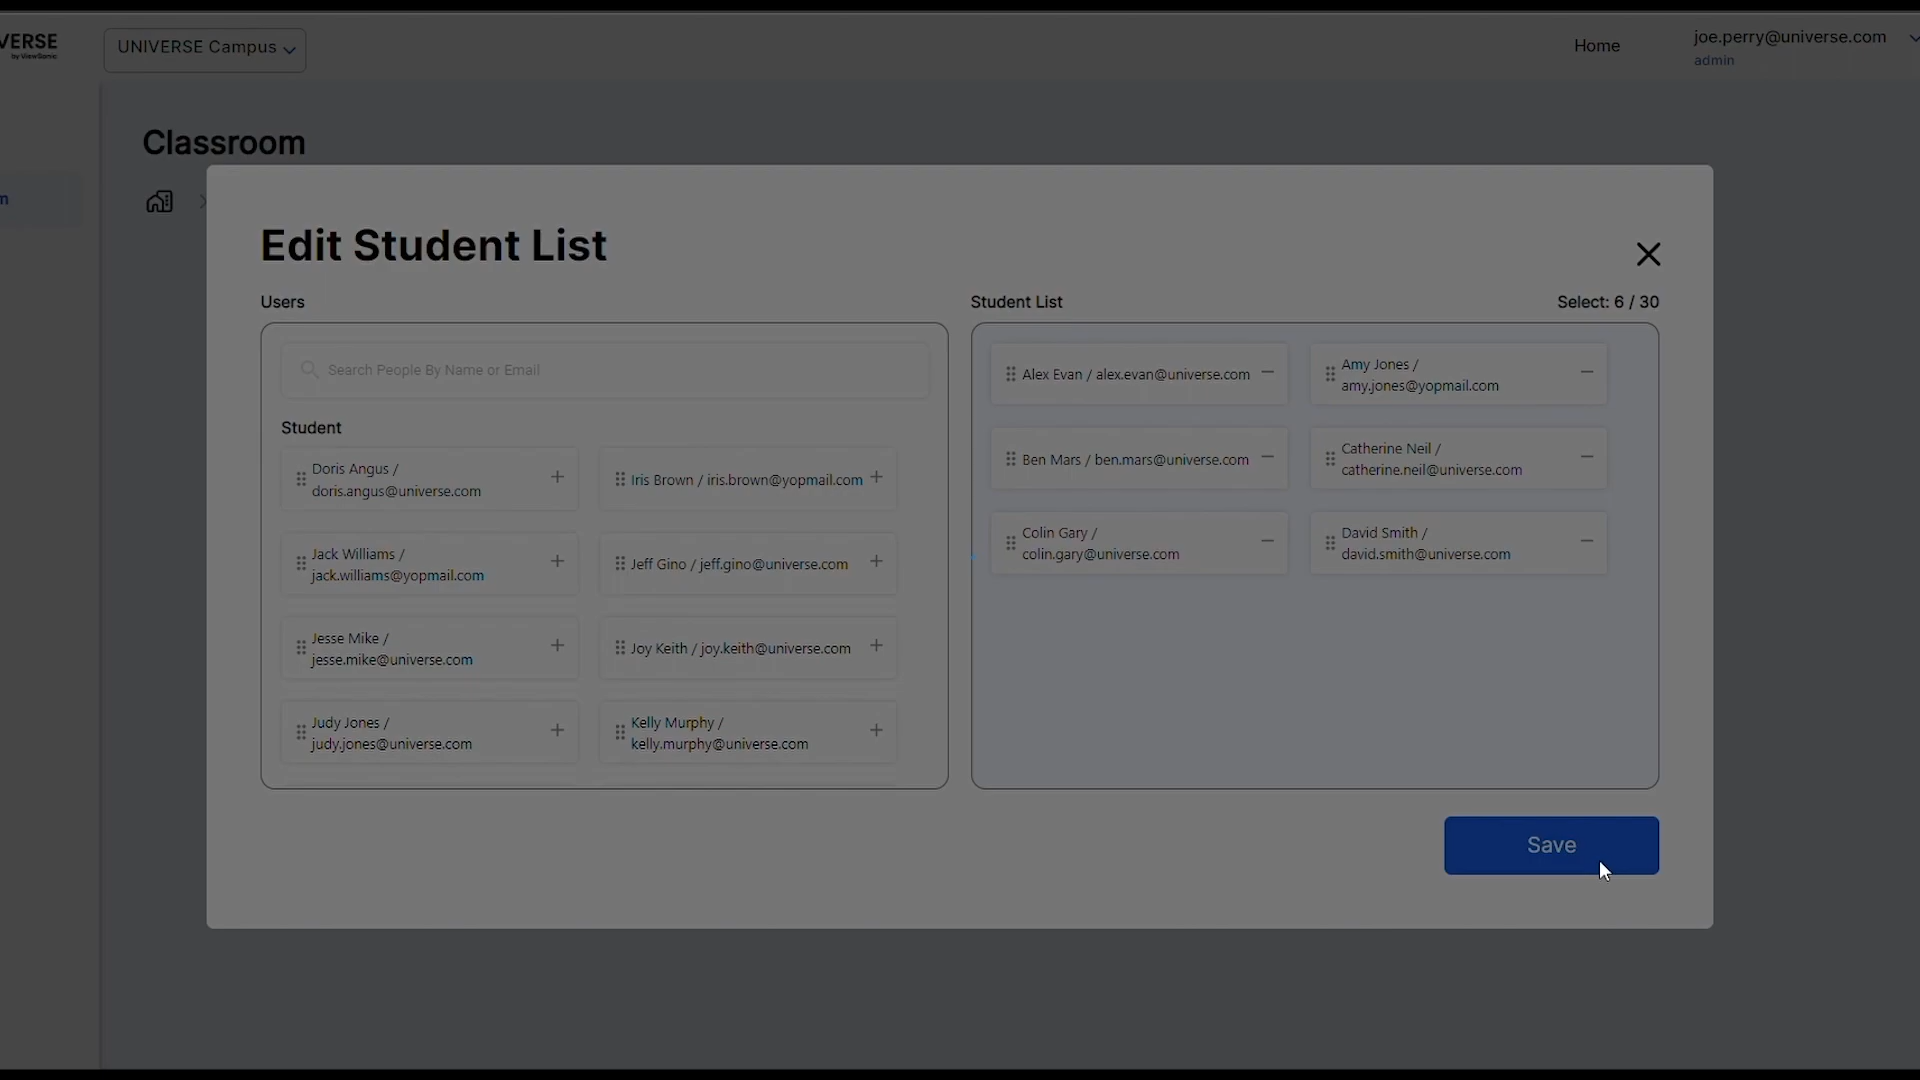 VERSE
by ViewSonic
UNIVERSE Campus
Home
joe.perry@universe.com
admin
Classroom
m
Edit Student List
Users
Student List
Select: 6 / 30
Search People By Name or Email
Student
Doris Angus /
doris.angus@universe.com
Iris Brown / iris.brown@yopmail.com
Jack Williams /
jack.williams@yopmail.com
Jeff Gino / jeff.gino@universe.com
Jesse Mike /
jesse.mike@universe.com
Joy Keith / joy.keith@universe.com
Judy Jones /
judy.jones@universe.com
Kelly Murphy /
kelly.murphy@universe.com
Alex Evan / alex.evan@universe.com
Amy Jones /
amy.jones@yopmail.com
Ben Mars / ben.mars@universe.com
Catherine Neil /
catherine.neil@universe.com
Colin Gary /
colin.gary@universe.com
David Smith /
david.smith@universe.com
Save